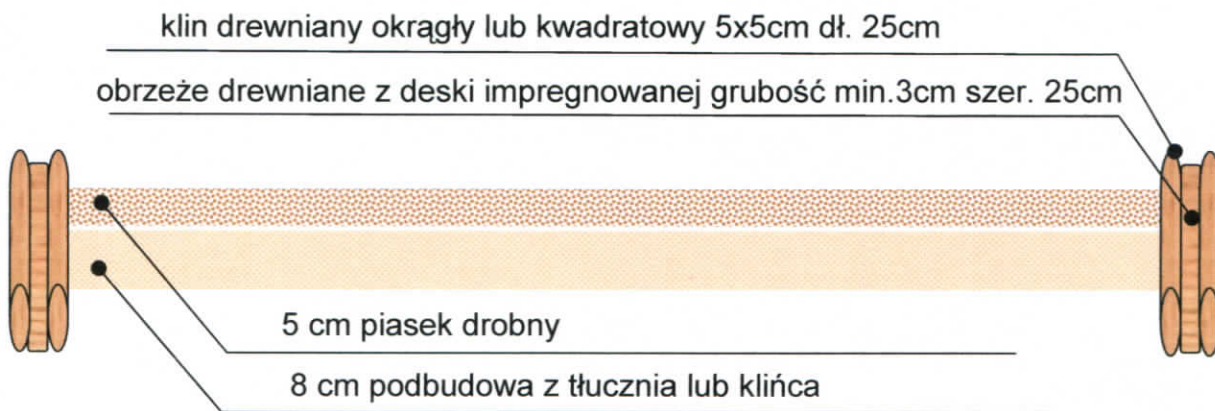 klin drewniany okrągły lub kwadratowy 5x5cm dł. 25cm
obrzeże drewniane z deski impregnowanej grubość min.3cm szer. 25cm
5 cm piasek drobny
8 cm podbudowa z tłucznia lub klińca